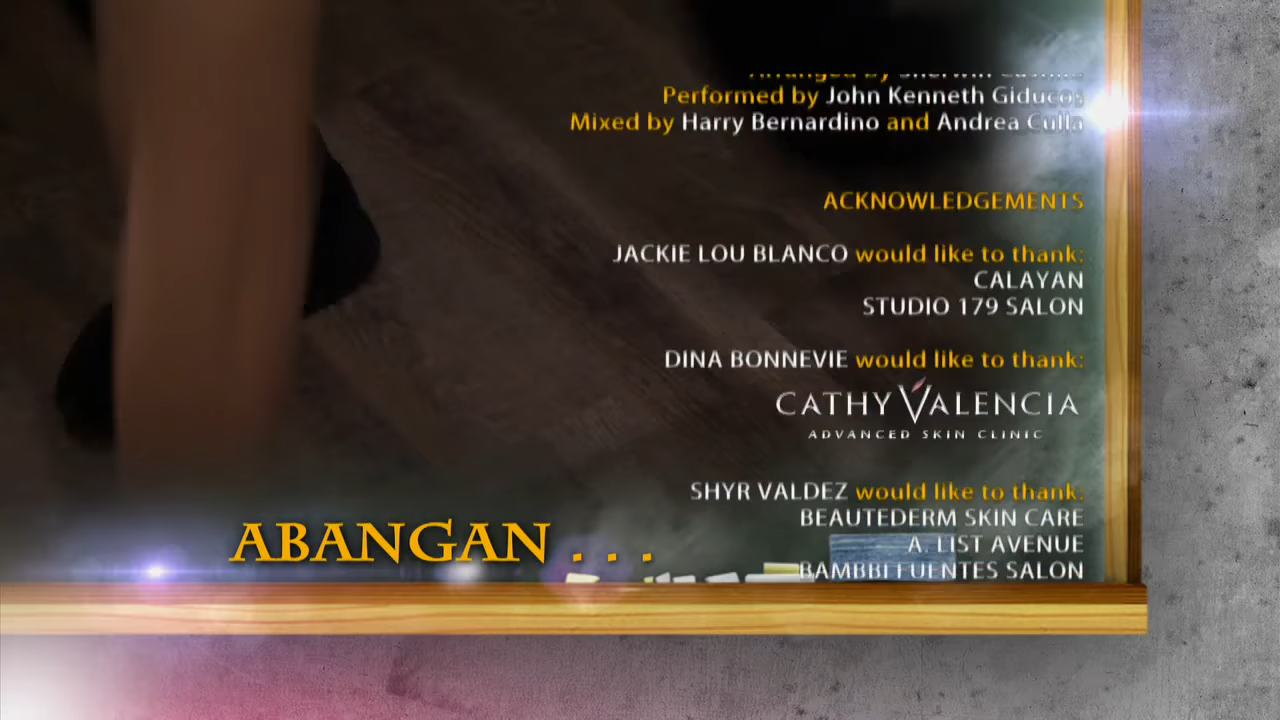 Arranged by
Performed by John Kenneth Giducos
Mixed by Harry Bernardino and Andrea Culla
ACKNOWLEDGEMENTS
JACKIE LOU BLANCO would like to thank:
CALAYAN
STUDIO 179 SALON
DINA BONNEVIE would like to thank:
CATHY VALENCIA
ADVANCED SKIN CLINIC
SHYR VALDEZ would like to thank:
BEAUTEDERM SKIN CARE
A. LIST AVENUE
BAMBBI FUENTES SALON
ABANGAN . . .